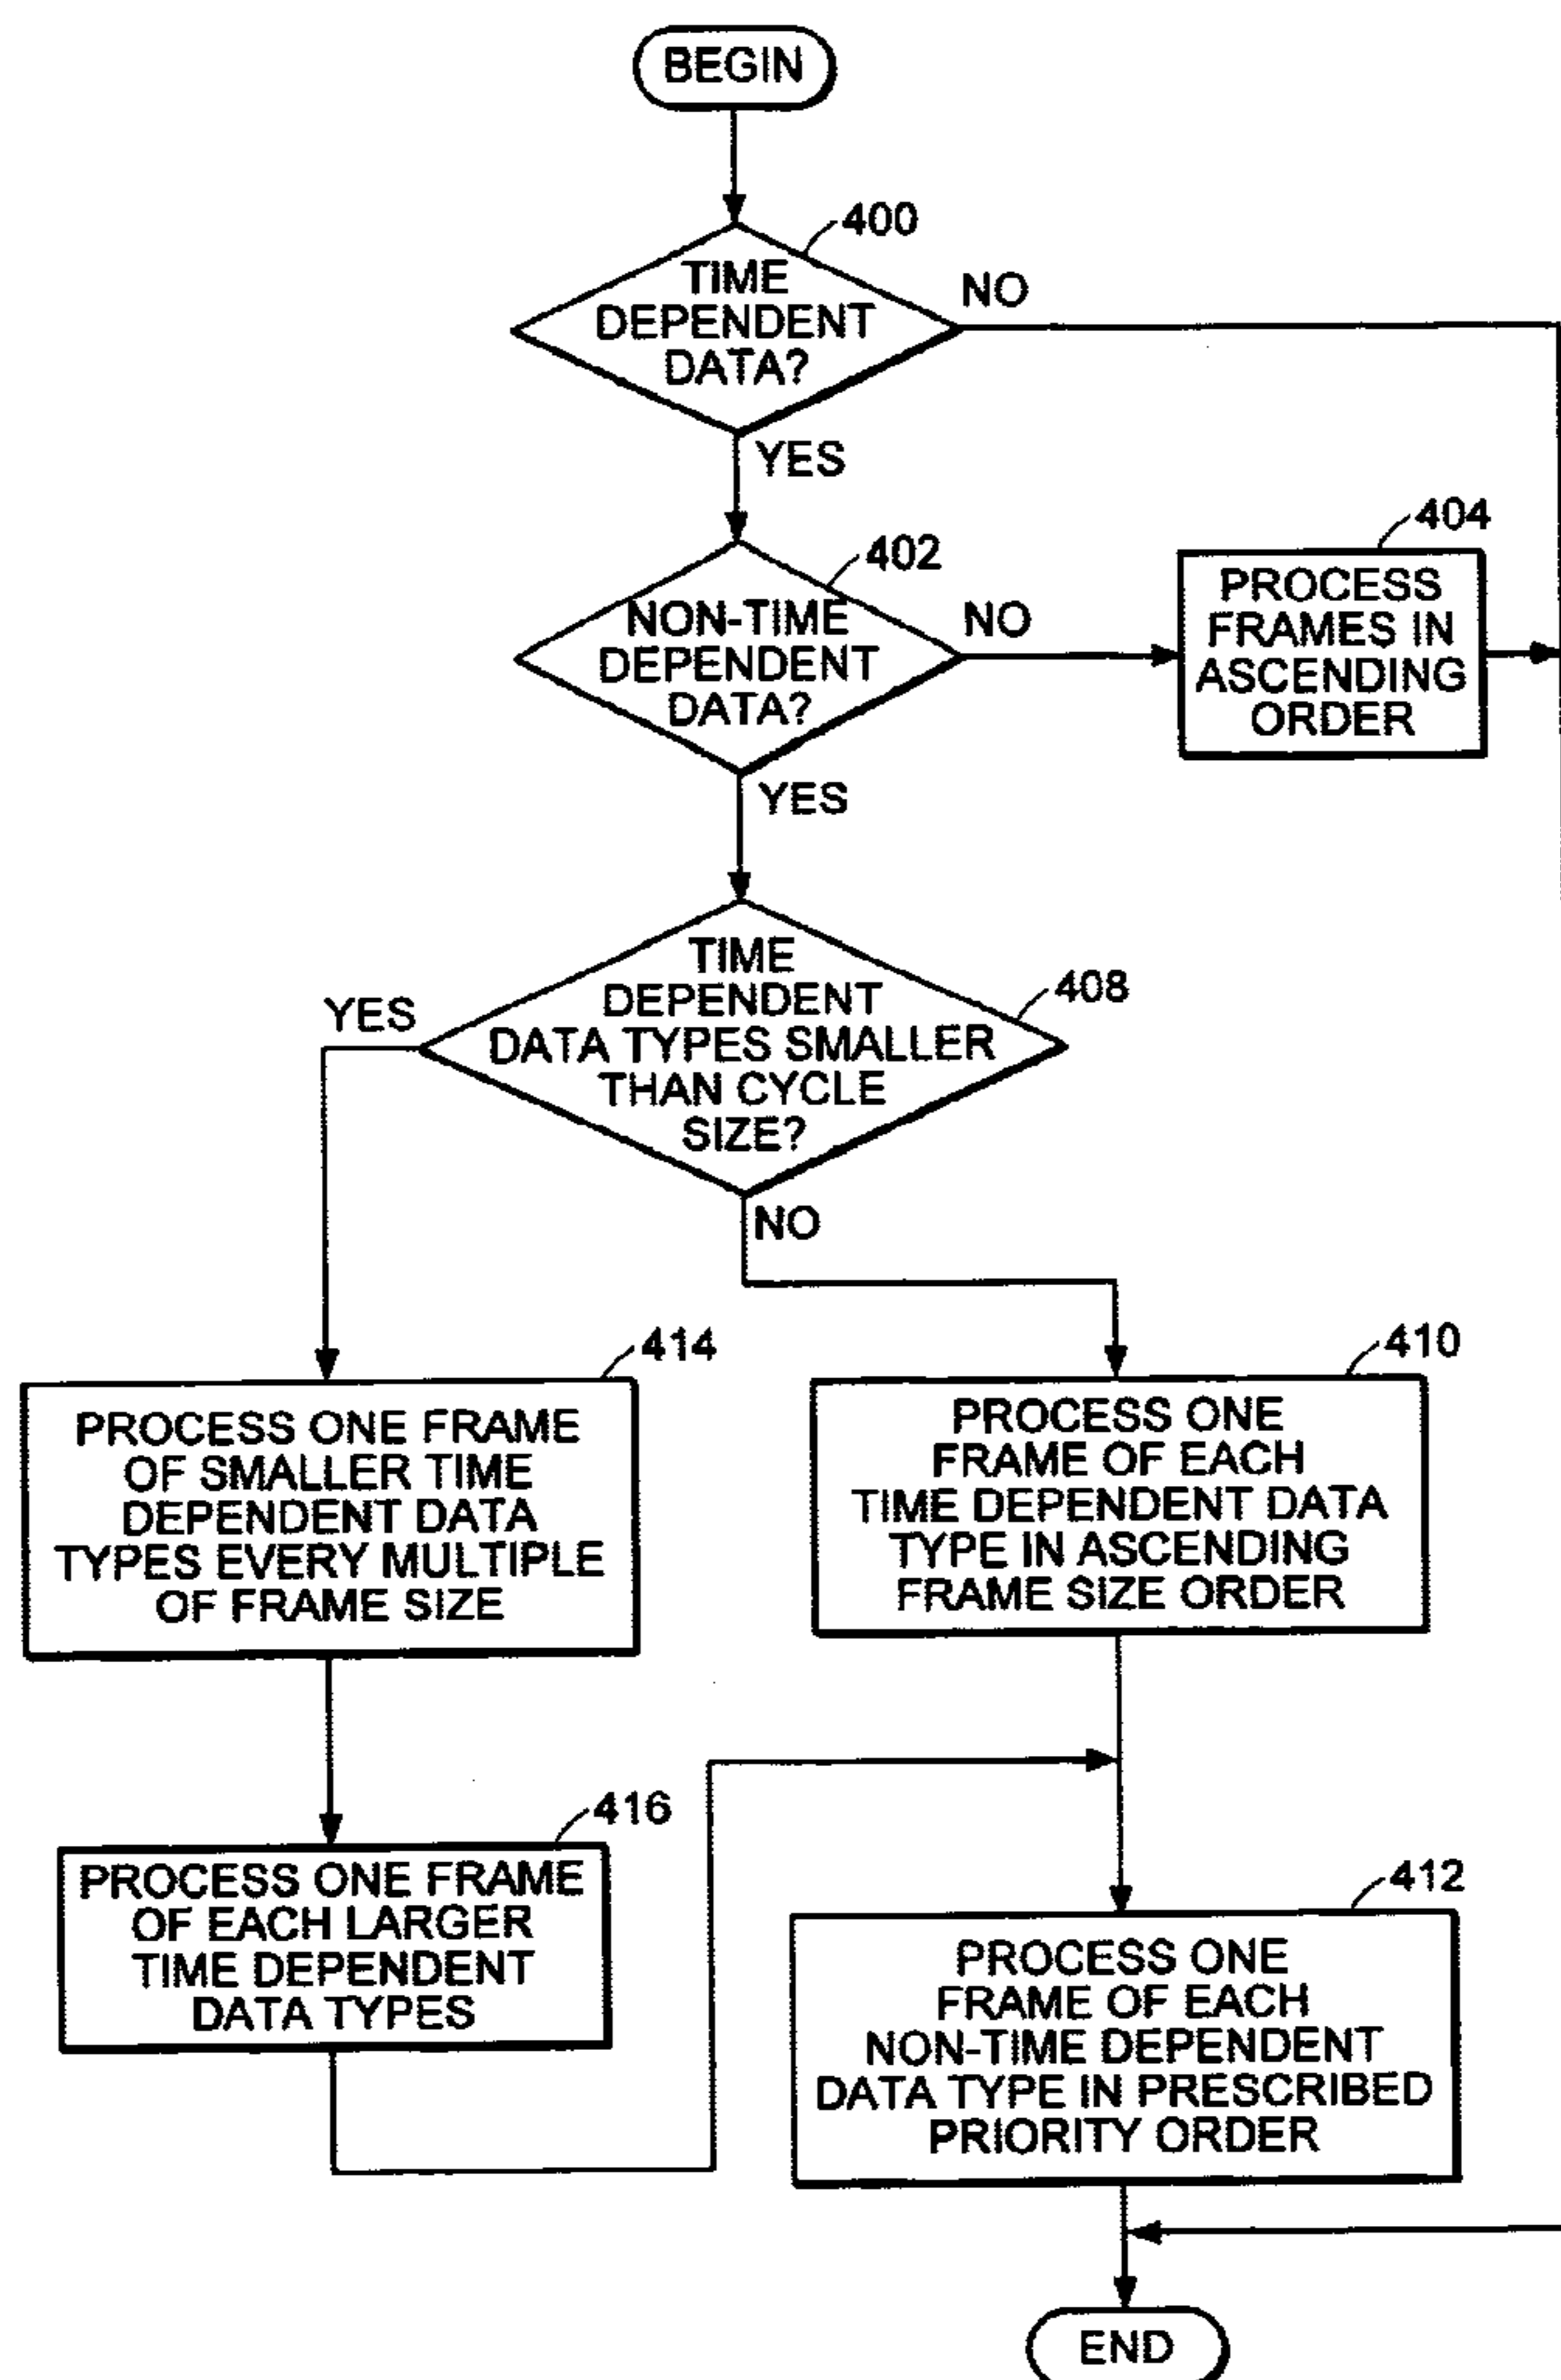 BEGIN
400
TIME
DEPENDENT
DATA?
NO
YES
402
NON-TIME
DEPENDENT
DATA?
NO
404
PROCESS
FRAMES IN
ASCENDING
ORDER
YES
408
TIME
DEPENDENT
DATA TYPES SMALLER
THAN CYCLE
SIZE?
YES
NO
414
PROCESS ONE FRAME
OF SMALLER TIME
DEPENDENT DATA
TYPES EVERY MULTIPLE
OF FRAME SIZE
410
PROCESS ONE
FRAME OF EACH
TIME DEPENDENT DATA
TYPE IN ASCENDING
FRAME SIZE ORDER
416
PROCESS ONE FRAME
OF EACH LARGER
TIME DEPENDENT
DATA TYPES
412
PROCESS ONE
FRAME OF EACH
NON-TIME DEPENDENT
DATA TYPE IN PRESCRIBED
PRIORITY ORDER
END